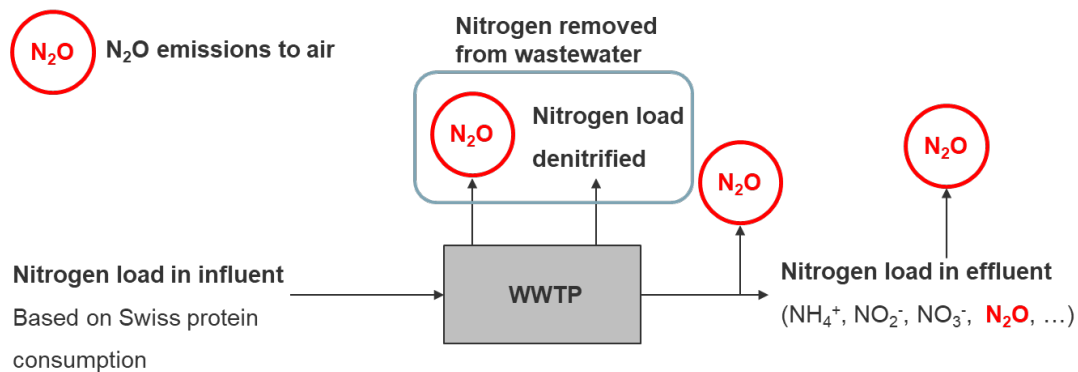 N₂O
N₂O emissions to air
Nitrogen removed
from wastewater
N₂O
Nitrogen load
denitrified
N₂O
N₂O
Nitrogen load in influent
Based on Swiss protein
consumption
WWTP
Nitrogen load in effluent
(NH₄⁺, NO₂⁻, NO₃⁻, N₂O, …)